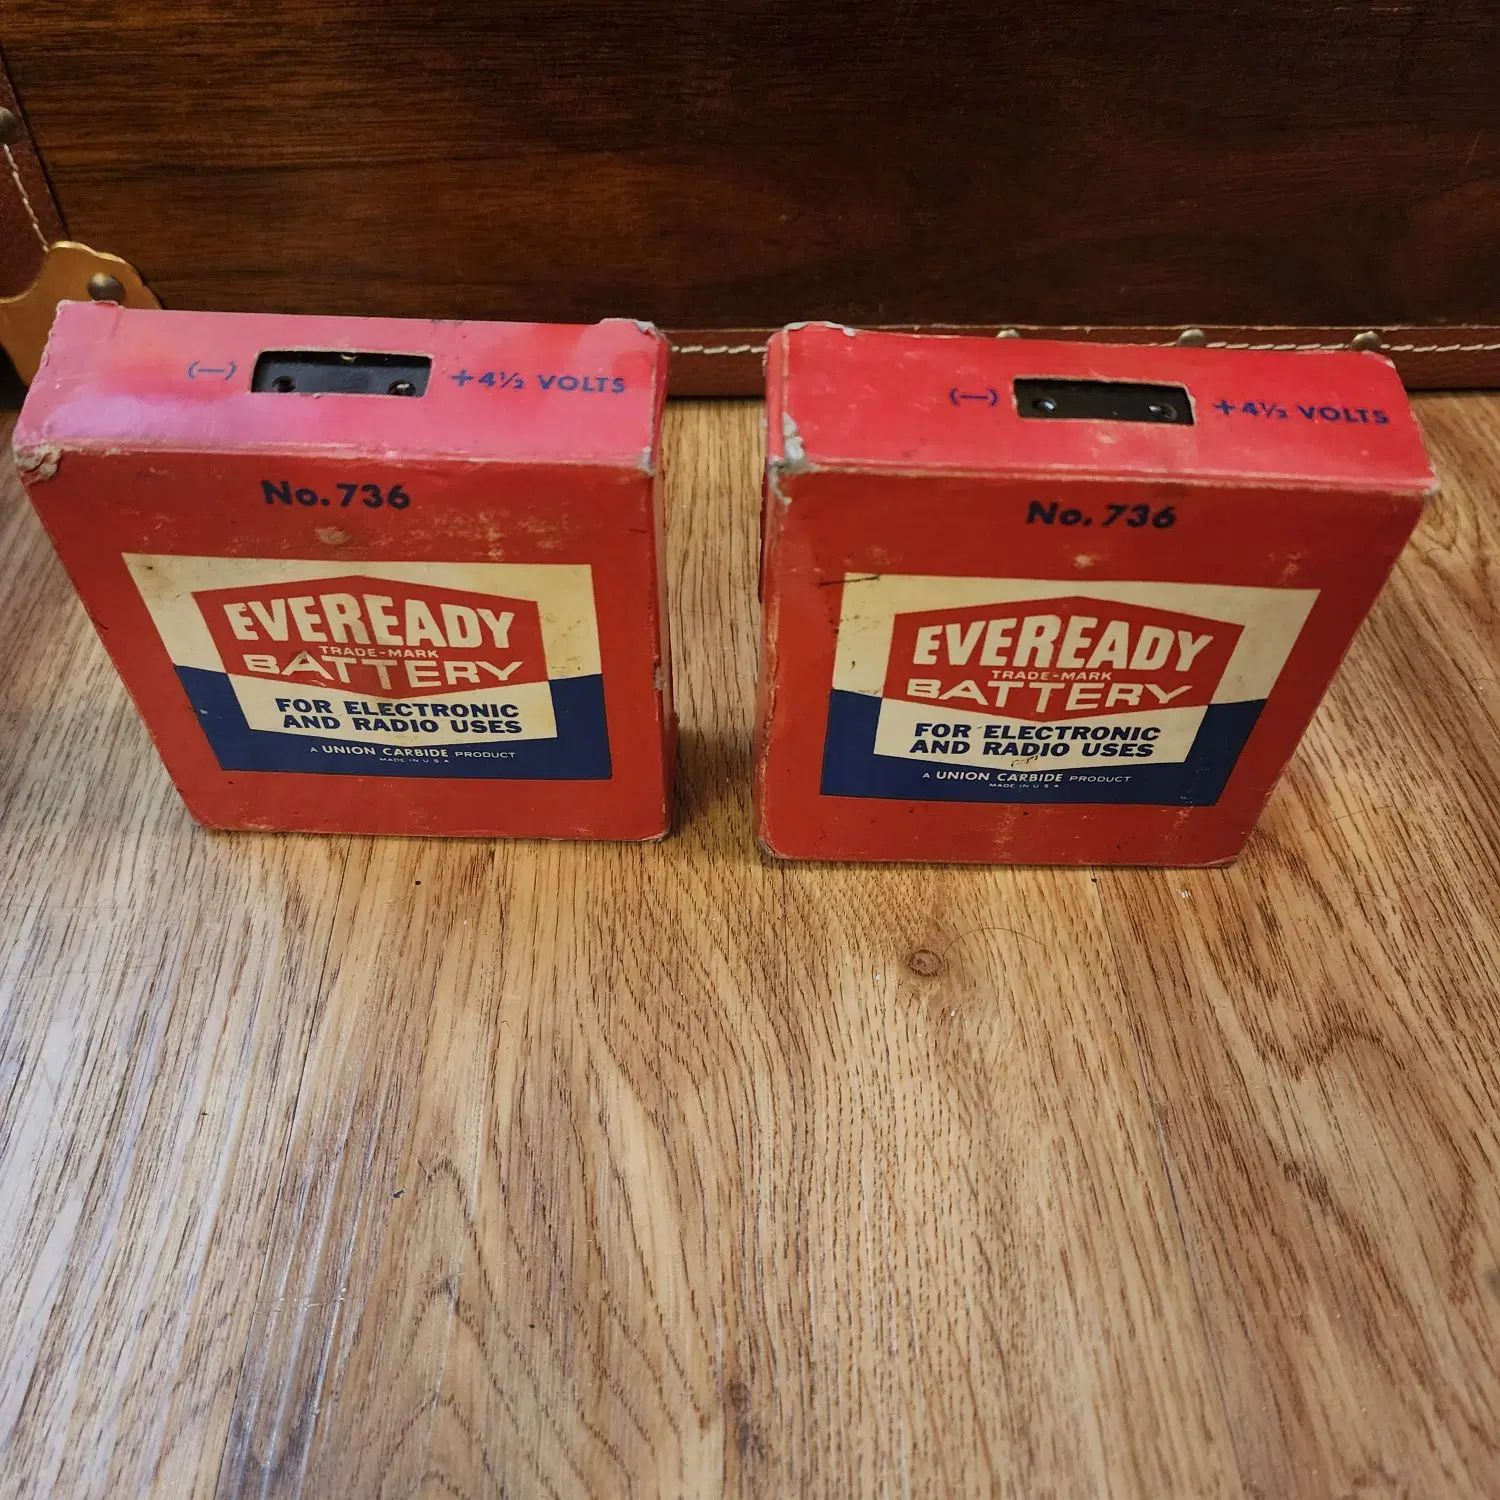 (—) + 4½ VOLTS
No. 736
EVEREADY
TRADE-MARK
BATTERY
FOR ELECTRONIC
AND RADIO USES
A UNION CARBIDE PRODUCT
MADE IN U S A
(—) + 4½ VOLTS
No. 736
EVEREADY
TRADE-MARK
BATTERY
FOR ELECTRONIC
AND RADIO USES
A UNION CARBIDE PRODUCT
MADE IN U S A